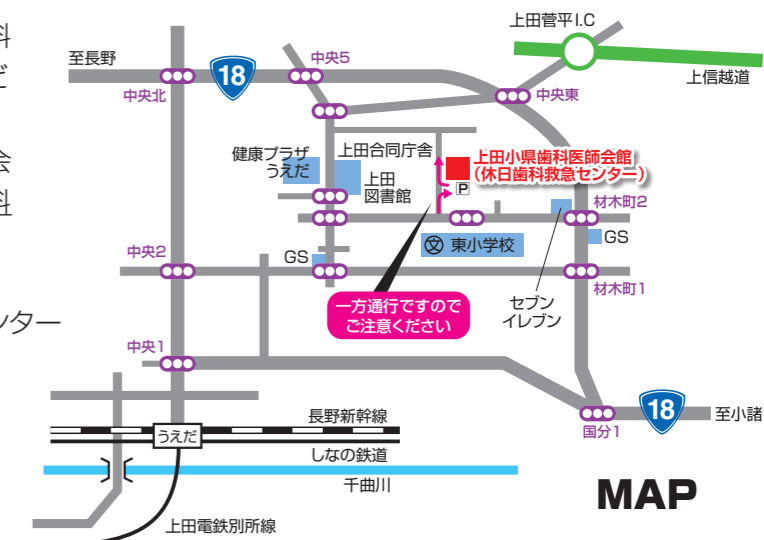 科
ビ
会
科
ンター
上田菅平I.C
上信越道
至長野
18
中央5
中央北
中央東
健康プラザ
うえだ
上田合同庁舎
上田
図書館
上田小県歯科医師会館
(休日歯科救急センター)
P
材木町2
文 東小学校
GS
GS
中央2
材木町1
セブン
イレブン
一方通行ですので
ご注意ください
中央1
18
至小諸
国分1
長野新幹線
うえだ
しなの鉄道
千曲川
上田電鉄別所線
MAP